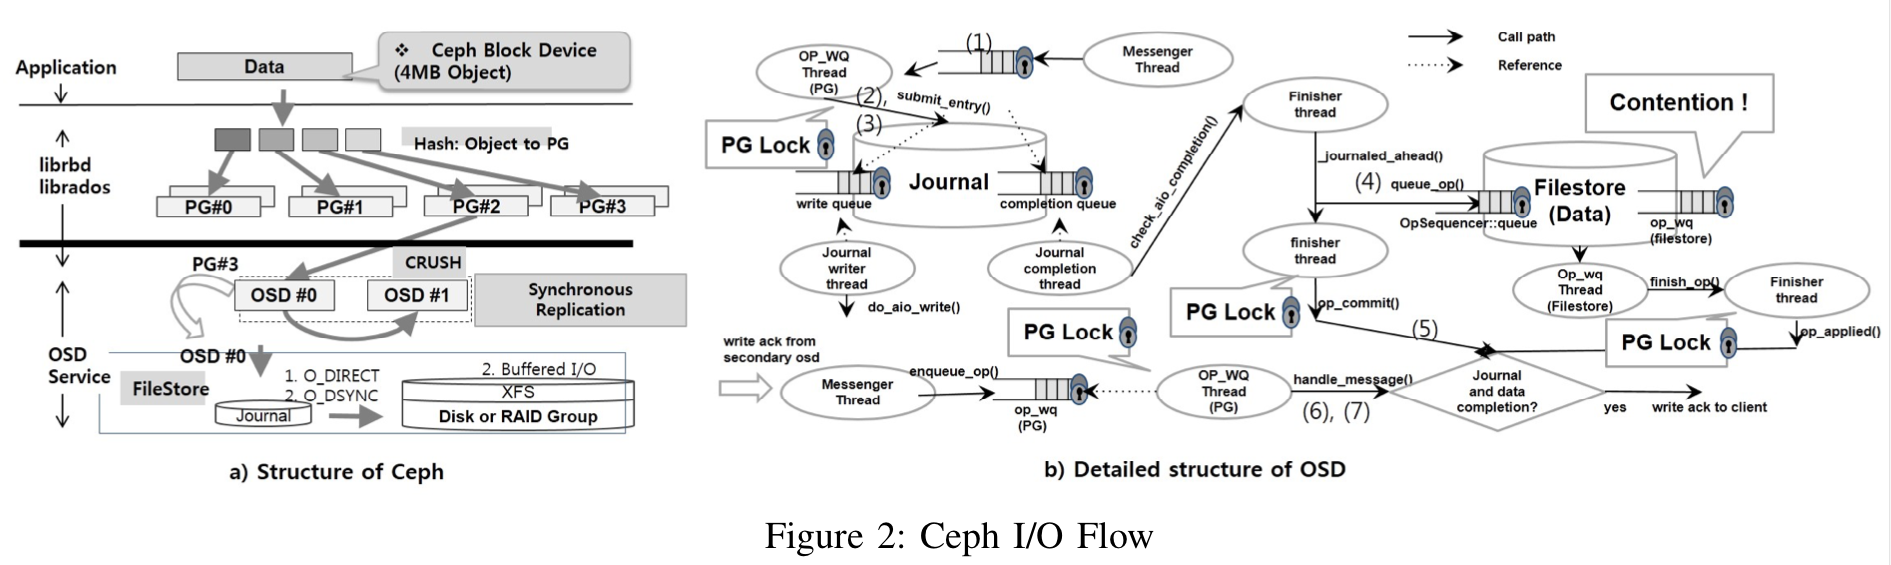 Application
Data
❖ Ceph Block Device
(4MB Object)
librbd
librados
Hash: Object to PG
PG#0
PG#1
PG#2
PG#3
CRUSH
PG#3
OSD #0
OSD #1
Synchronous
Replication
OSD
Service
OSD #0
FileStore
Journal
1. O_DIRECT
2. O_DSYNC
2. Buffered I/O
XFS
Disk or RAID Group
a) Structure of Ceph
OP_WQ
Thread
(PG)
(1)
Messenger
Thread
Call path
Reference
(2),
(3)
submit_entry()
PG Lock
Journal
write queue
completion queue
Journal
writer
thread
do_aio_write()
Journal
completion
thread
check_aio_completion()
Finisher
thread
_journaled_ahead()
(4)
queue_op()
OpSequencer::queue
Filestore
(Data)
Contention !
op_wq
(filestore)
finisher
thread
PG Lock
op_commit()
(5)
Op_wq
Thread
(Filestore)
finish_op()
Finisher
thread
PG Lock
op_applied()
write ack from
secondary osd
Messenger
Thread
enqueue_op()
op_wq
(PG)
PG Lock
OP_WQ
Thread
(PG)
handle_message()
(6), (7)
Journal
and data
completion?
yes
write ack to client
b) Detailed structure of OSD
Figure 2: Ceph I/O Flow